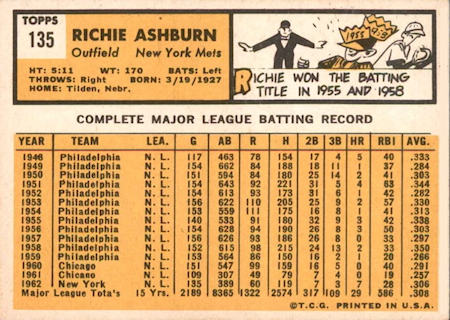 TOPPS
135
RICHIE ASHBURN
Outfield New York Mets
HT: 5:11 WT: 170 BATS: Left
THROWS: Right BORN: 3/19/1927
HOME: Tilden, Nebr.
1955 1958
RICHIE WON THE BATTING
TITLE IN 1955 AND 1958
COMPLETE MAJOR LEAGUE BATTING RECORD
YEAR TEAM LEA. G AB R H 2B 3B HR RBI AVG.
1948 Philadelphia N. L. 117 463 78 154 17 4 5 40 .333
1949 Philadelphia N. L. 154 662 84 188 18 11 1 37 .284
1950 Philadelphia N. L. 151 594 84 180 25 14 2 41 .303
1951 Philadelphia N. L. 154 643 92 221 31 5 63 .344
1952 Philadelphia N. L. 154 613 93 173 31 6 1 42 .282
1953 Philadelphia N. L. 156 622 110 205 25 9 2 57 .330
1954 Philadelphia N. L. 153 559 111 175 16 8 1 41 .313
1955 Philadelphia N. L. 140 533 91 180 32 9 3 42 .338
1956 Philadelphia N. L. 154 628 94 190 26 8 3 50 .303
1957 Philadelphia N. L. 156 626 93 186 26 8 0 33 .297
1958 Philadelphia N. L. 152 615 98 215 24 13 2 33 .350
1959 Philadelphia N. L. 153 564 86 150 16 2 1 20 .266
1960 Chicago N. L. 151 547 99 159 16 5 0 40 .291
1961 Chicago N. L. 109 307 49 79 7 4 0 19 .257
1962 New York N. L. 135 389 60 119 7 3 7 28 .306
Major League Tota's 15 Yrs. 2189 8365 1322 2574 317 109 29 586 .308
©T.C.G. PRINTED IN U.S.A.